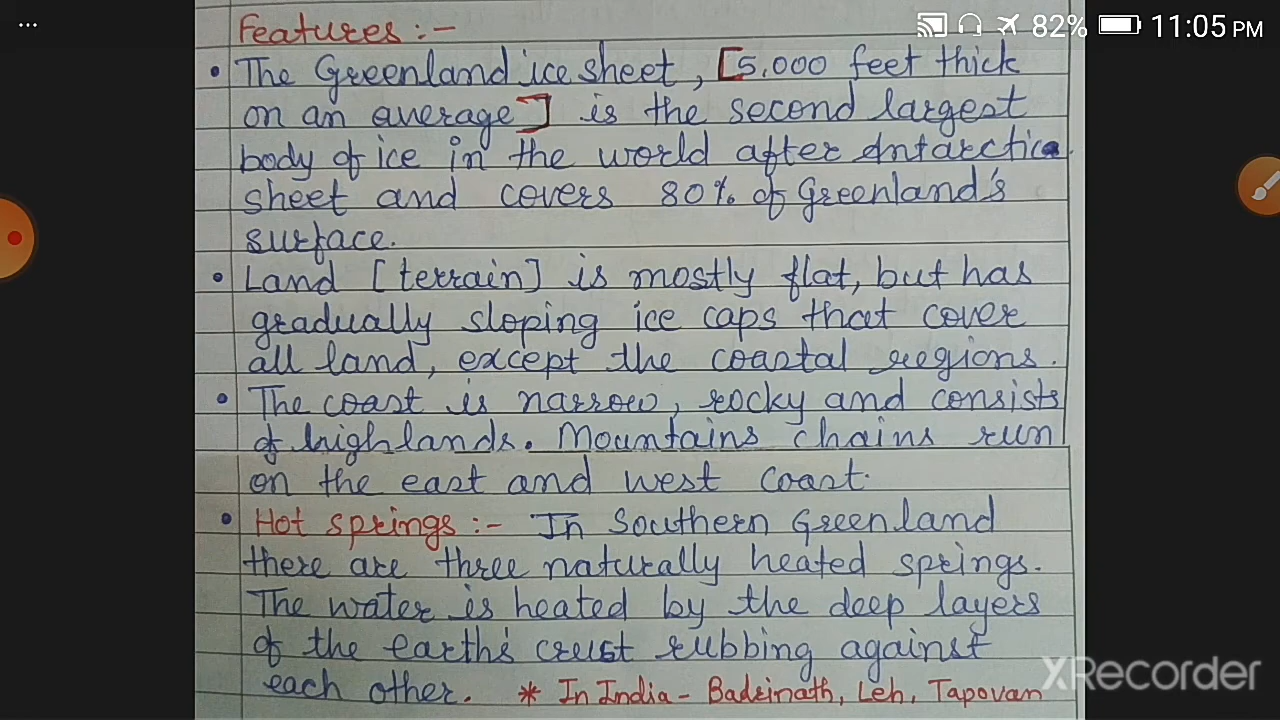 ...
82% 11:05 PM
Features :-
• The Greenland ice sheet, [5,000 feet thick
on an average] is the second largest
body of ice in the world after Antarctica
sheet and covers 80% of Greenland's
surface.
• Land [terrain] is mostly flat, but has
gradually sloping ice caps that cover
all land, except the coastal regions.
• The coast is narrow, rocky and consists
of highlands. Mountains chains run
on the east and west coast.
• Hot springs :- In Southern Greenland
there are three naturally heated springs.
The water is heated by the deep layers
of the earth's crust rubbing against
each other. * In India - Badrinath, Leh, Tapovan
XRecorder